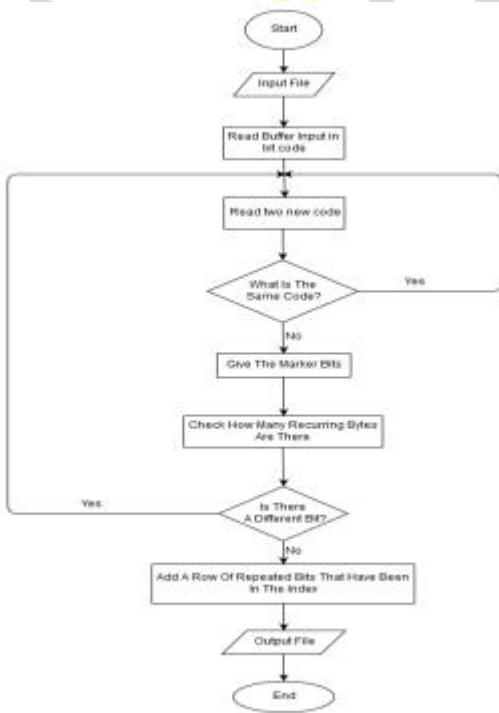 Start
Input File
Read Buffer Input in
bit code
Read two new code
What Is The
Same Code?
Yes
No
Give The Marker Bits
Check How Many Recurring Bytes
Are There
Is There
A Different Bit?
Yes
No
Add A Row Of Repeated Bits That Have Been
In The Index
Output File
End